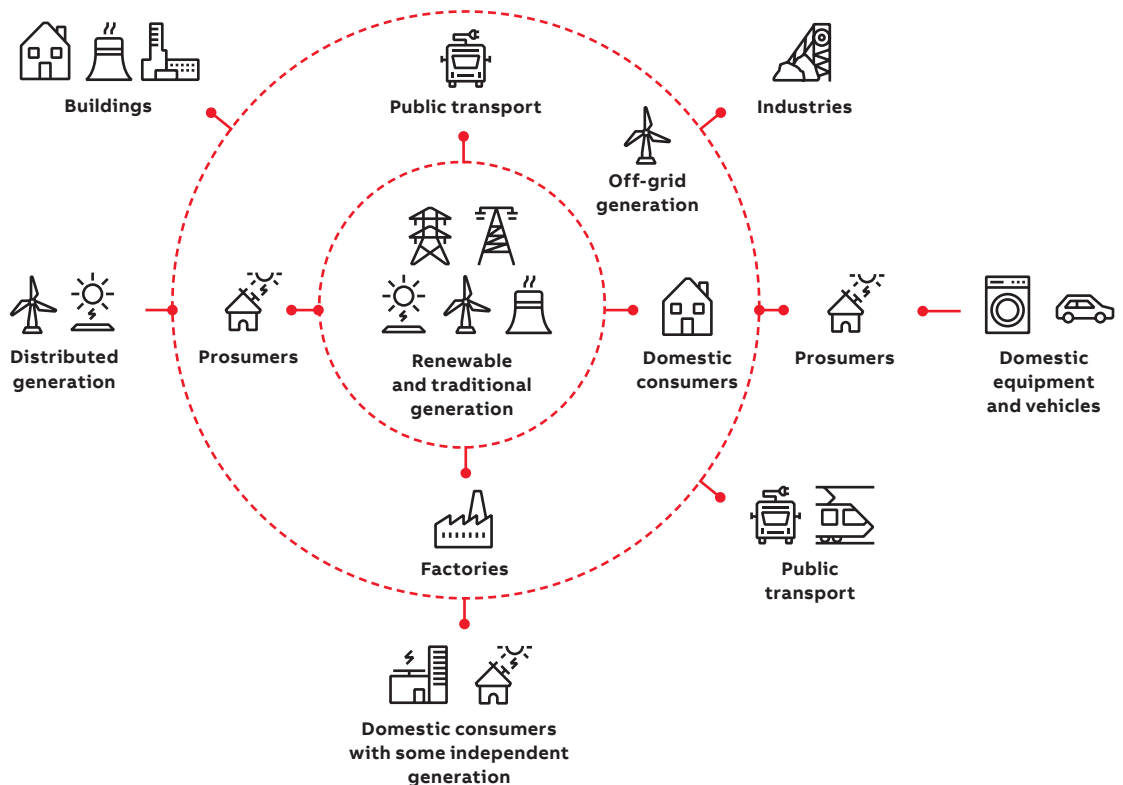 Buildings
Public transport
Industries
Off-grid
generation
Distributed
generation
Prosumers
Renewable
and traditional
generation
Domestic
consumers
Prosumers
Domestic
equipment
and vehicles
Factories
Public
transport
Domestic consumers
with some independent
generation